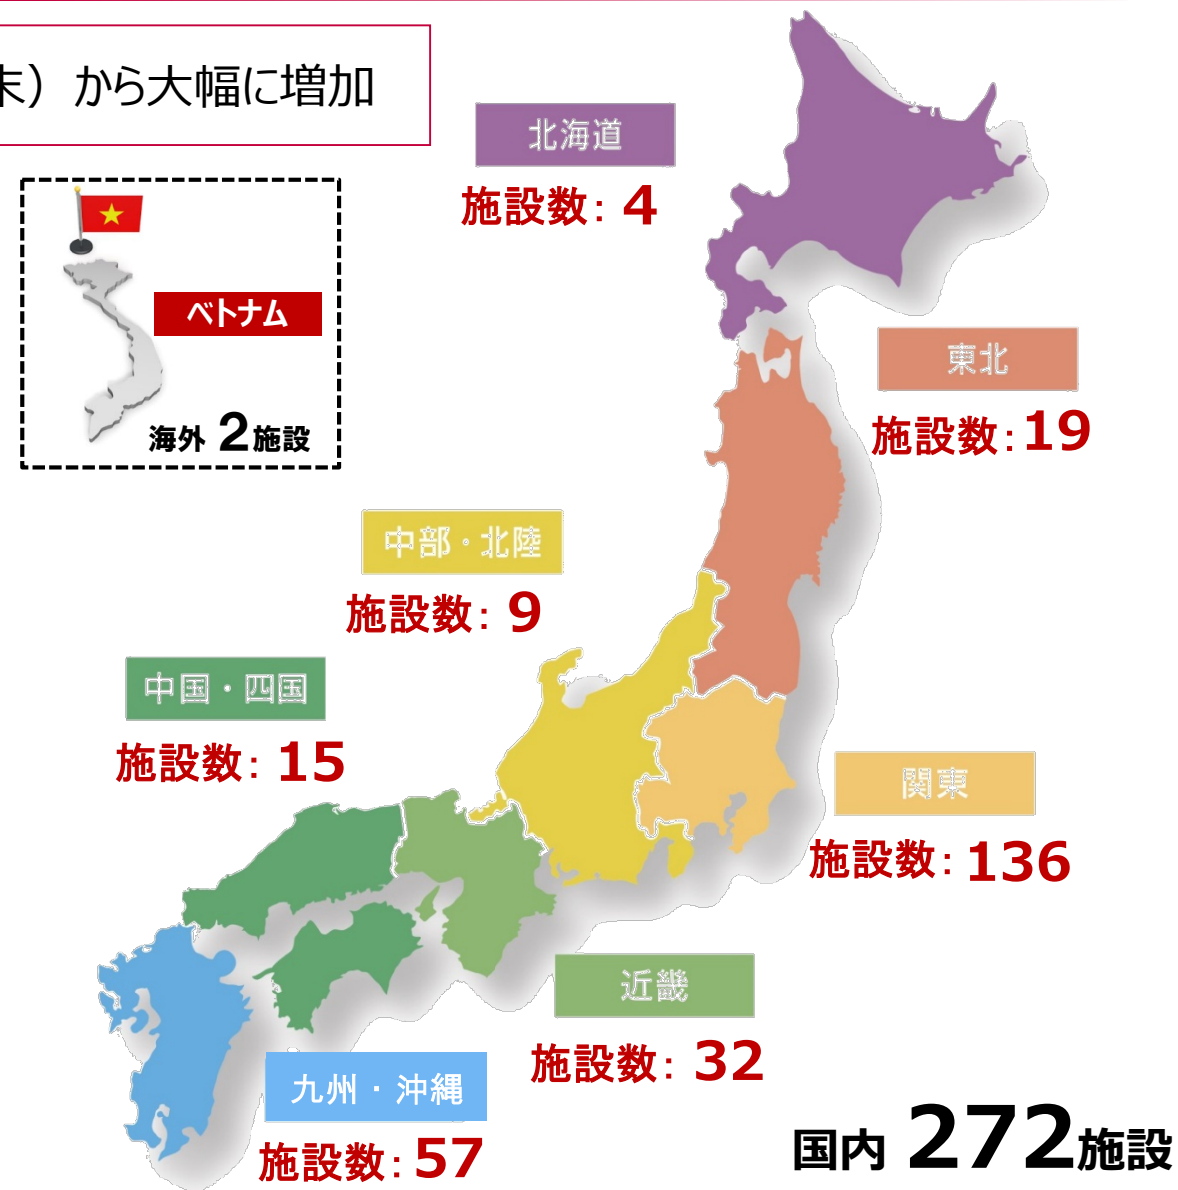 末）から大幅に増加
北海道
施設数：4
ベトナム
海外 2施設
東北
施設数：19
中部・北陸
施設数：9
中国・四国
施設数：15
関東
施設数：136
近畿
施設数：32
九州・沖縄
施設数：57
国内 272施設